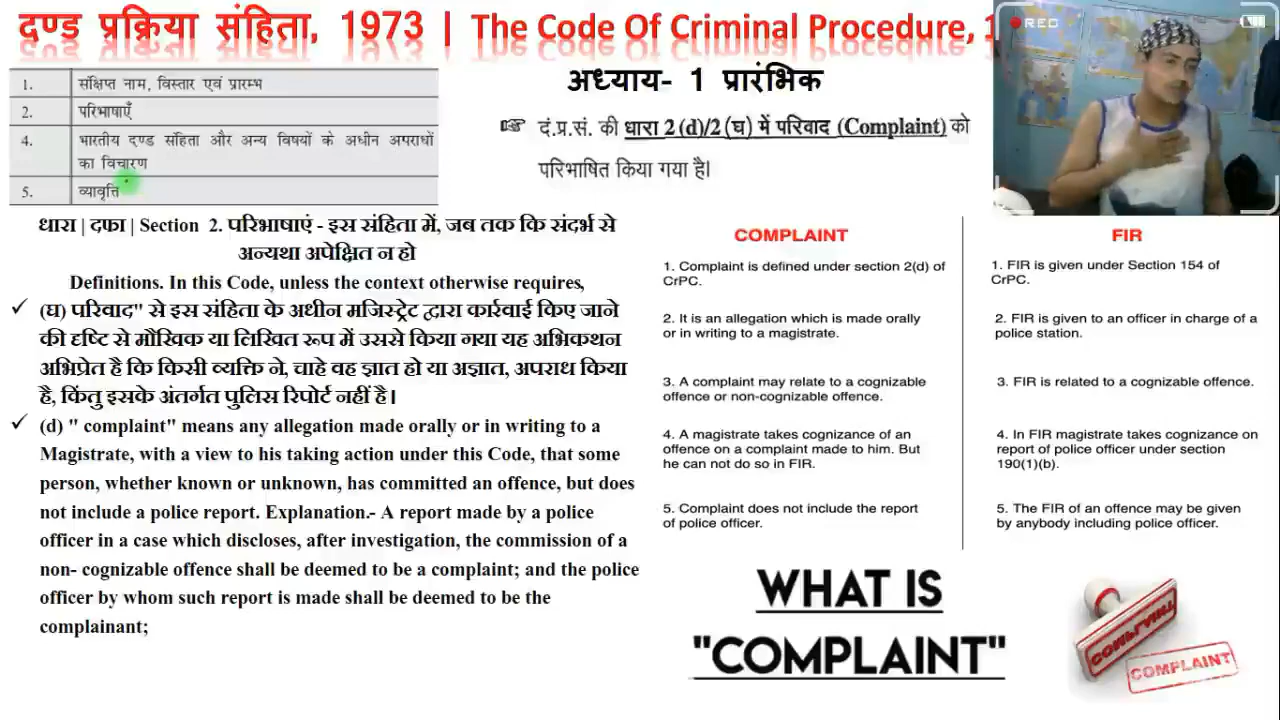 दण्ड प्रक्रिया संहिता, 1973 | The Code Of Criminal Procedure, 1
REC
1. संक्षिप्त नाम, विस्तार एवं प्रारम्भ
2. परिभाषाएँ
4. भारतीय दण्ड संहिता और अन्य विषयों के अधीन अपराधों
का विचारण
5. व्यावृत्ति
अध्याय- 1 प्रारंभिक
☞ दं.प्र.सं. की धारा 2 (d)/2 (घ) में परिवाद (Complaint) को
परिभाषित किया गया है।
धारा | दफा | Section 2. परिभाषाएं - इस संहिता में, जब तक कि संदर्भ से
अन्यथा अपेक्षित न हो
Definitions. In this Code, unless the context otherwise requires,
✓ (घ) परिवाद" से इस संहिता के अधीन मजिस्ट्रेट द्वारा कार्रवाई किए जाने
की दृष्टि से मौखिक या लिखित रूप में उससे किया गया यह अभिकथन
अभिप्रेत है कि किसी व्यक्ति ने, चाहे वह ज्ञात हो या अज्ञात, अपराध किया
है, किंतु इसके अंतर्गत पुलिस रिपोर्ट नहीं है।
✓ (d) " complaint" means any allegation made orally or in writing to a
Magistrate, with a view to his taking action under this Code, that some
person, whether known or unknown, has committed an offence, but does
not include a police report. Explanation.- A report made by a police
officer in a case which discloses, after investigation, the commission of a
non- cognizable offence shall be deemed to be a complaint; and the police
officer by whom such report is made shall be deemed to be the
complainant;
COMPLAINT
1. Complaint is defined under section 2(d) of
CrPC.
2. It is an allegation which is made orally
or in writing to a magistrate.
3. A complaint may relate to a cognizable
offence or non-cognizable offence.
4. A magistrate takes cognizance of an
offence on a complaint made to him. But
he can not do so in FIR.
5. Complaint does not include the report
of police officer.
FIR
1. FIR is given under Section 154 of
CrPC.
2. FIR is given to an officer in charge of a
police station.
3. FIR is related to a cognizable offence.
4. In FIR magistrate takes cognizance on
report of police officer under section
190(1)(b).
5. The FIR of an offence may be given
by anybody including police officer.
WHAT IS
"COMPLAINT"
COMPLAINT
COMPLAINT